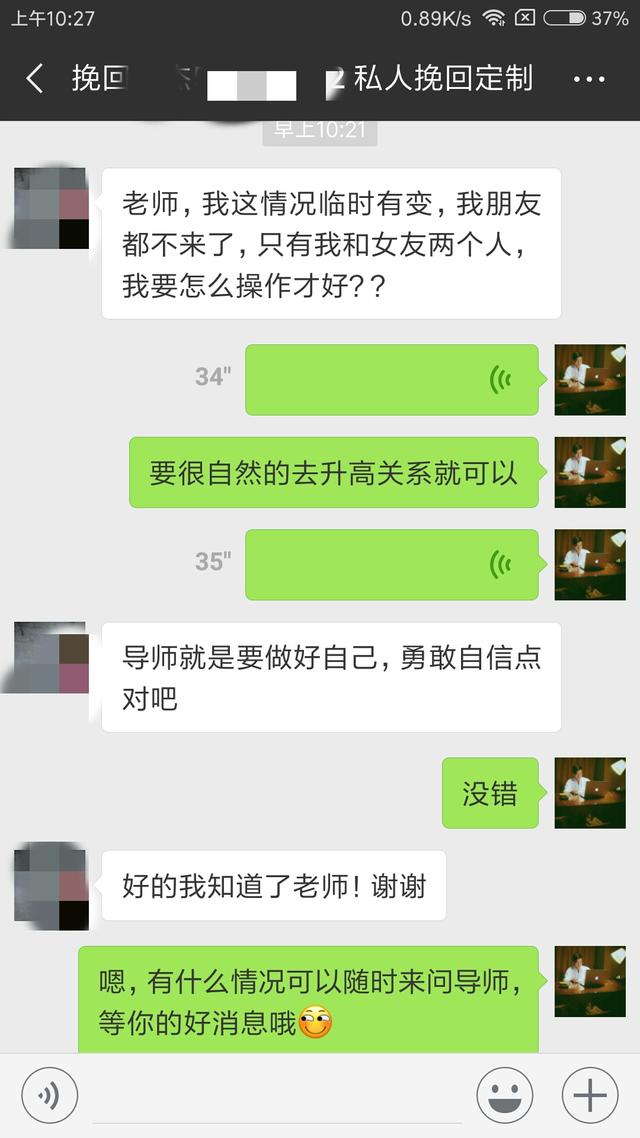 上午10:27
0.89K/s
37%
挽回
2 私人挽回定制
早上10:21
老师,我这情况临时有变,我朋友
都不来了,只有我和女友两个人,
我要怎么操作才好??
34"
要很自然的去升高关系就可以
35"
导师就是要做好自己,勇敢自信点
对吧
没错
好的我知道了老师!谢谢
嗯,有什么情况可以随时来问导师,
等你的好消息哦